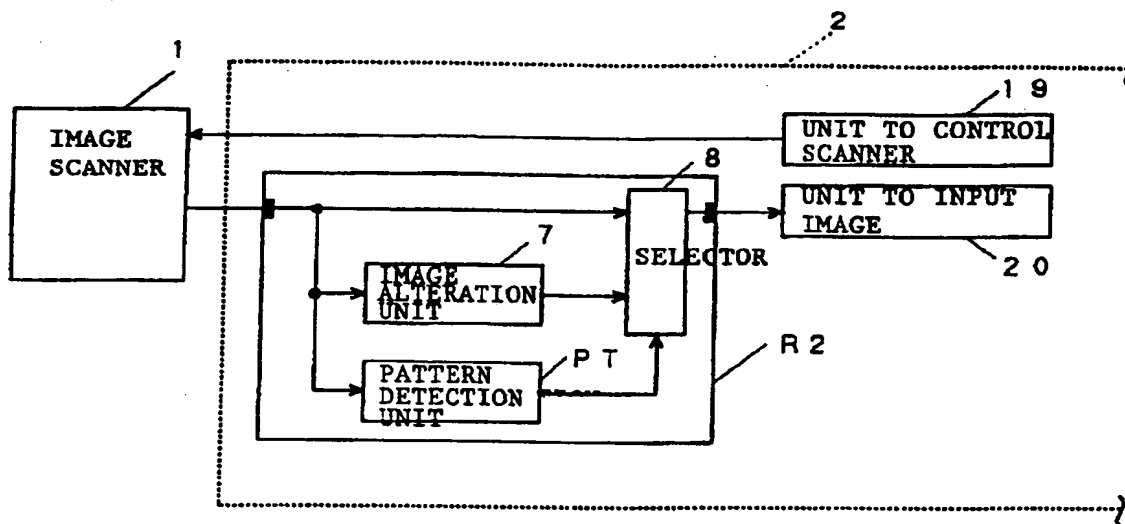 2
1
1 9
IMAGE
SCANNER
UNIT TO CONTROL
SCANNER
8
UNIT TO INPUT
IMAGE
2 0
SELECTOR
7
IMAGE
ALTERATION
UNIT
R 2
P T
PATTERN
DETECTION
UNIT